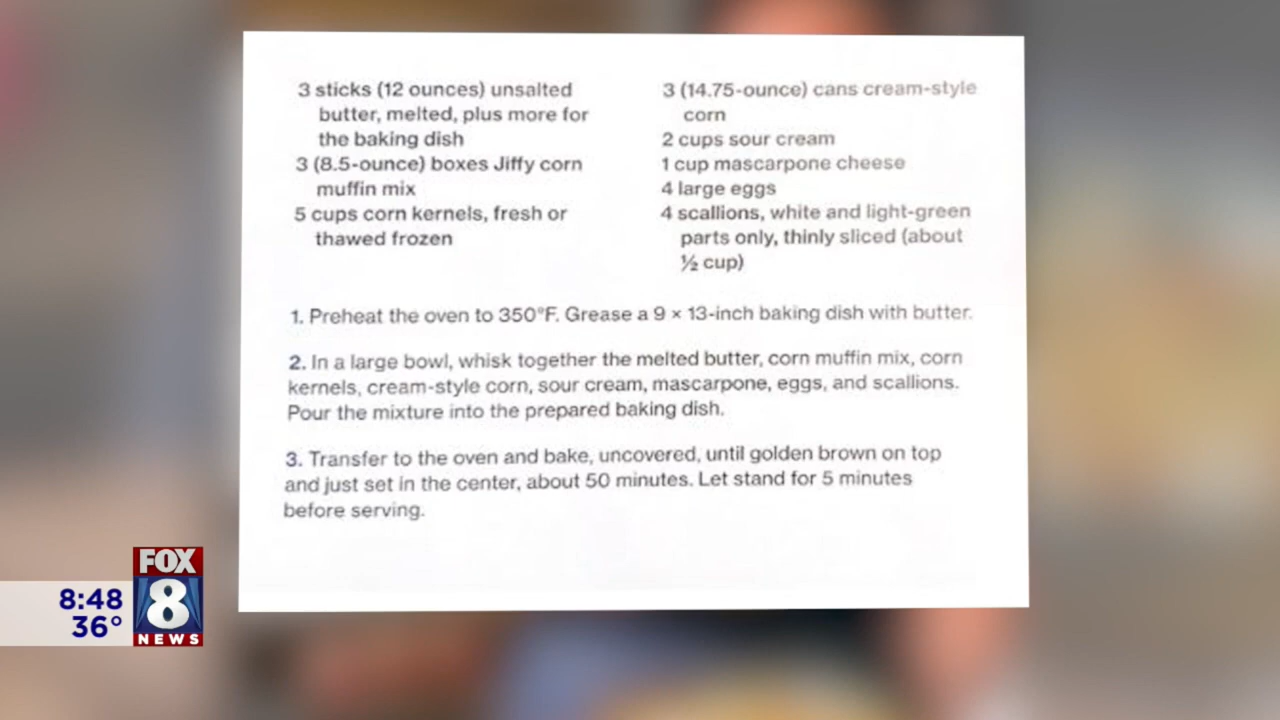 3 sticks (12 ounces) unsalted
butter, melted, plus more for
the baking dish
3 (8.5-ounce) boxes Jiffy corn
muffin mix
5 cups corn kernels, fresh or
thawed frozen
3 (14.75-ounce) cans cream-style
corn
2 cups sour cream
1 cup mascarpone cheese
4 large eggs
4 scallions, white and light-green
parts only, thinly sliced (about
½ cup)
1. Preheat the oven to 350°F. Grease a 9 × 13-inch baking dish with butter.
2. In a large bowl, whisk together the melted butter, corn muffin mix, corn
kernels, cream-style corn, sour cream, mascarpone, eggs, and scallions.
Pour the mixture into the prepared baking dish.
3. Transfer to the oven and bake, uncovered, until golden brown on top
and just set in the center, about 50 minutes. Let stand for 5 minutes
before serving.
8:48
36°
FOX
8
NEWS